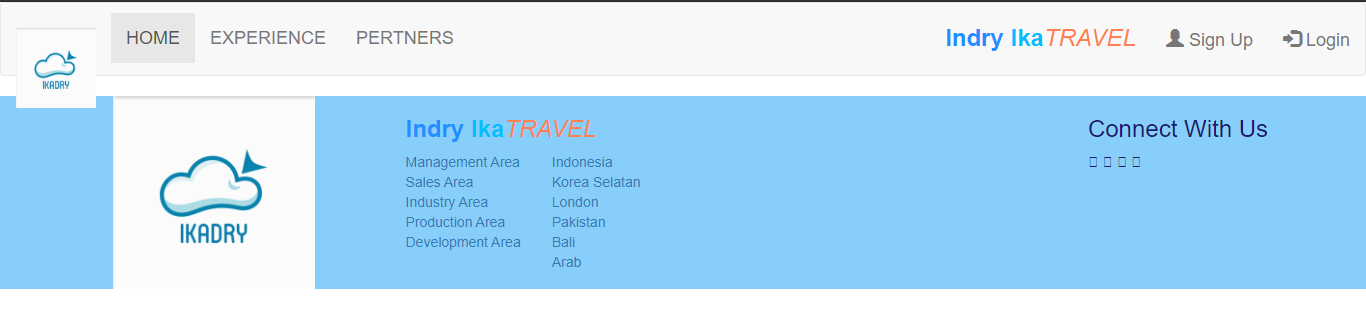 HOME EXPERIENCE PERTNERS Indry IkaTRAVEL Sign Up Login
IKADRY
IKADRY
Indry IkaTRAVEL
Management Area
Sales Area
Industry Area
Production Area
Development Area
Indonesia
Korea Selatan
London
Pakistan
Bali
Arab
Connect With Us